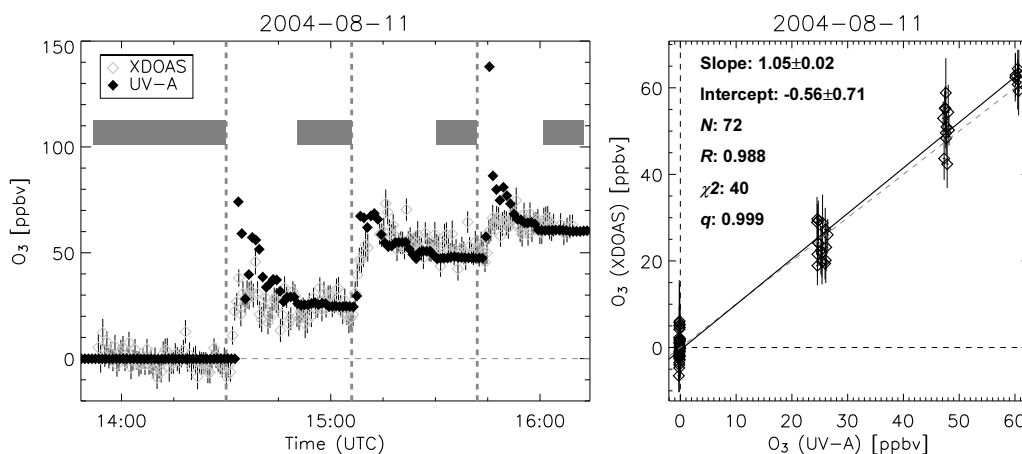 2004-08-11
150
100
50
0
O3 [ppbv]
XDOAS
UV-A
14:00 15:00 16:00
Time (UTC)
2004-08-11
60
40
20
0
O3 (XDOAS) [ppbv]
Slope: 1.05±0.02
Intercept: -0.56±0.71
N: 72
R: 0.988
χ2: 40
q: 0.999
0 10 20 30 40 50 60
O3 (UV-A) [ppbv]